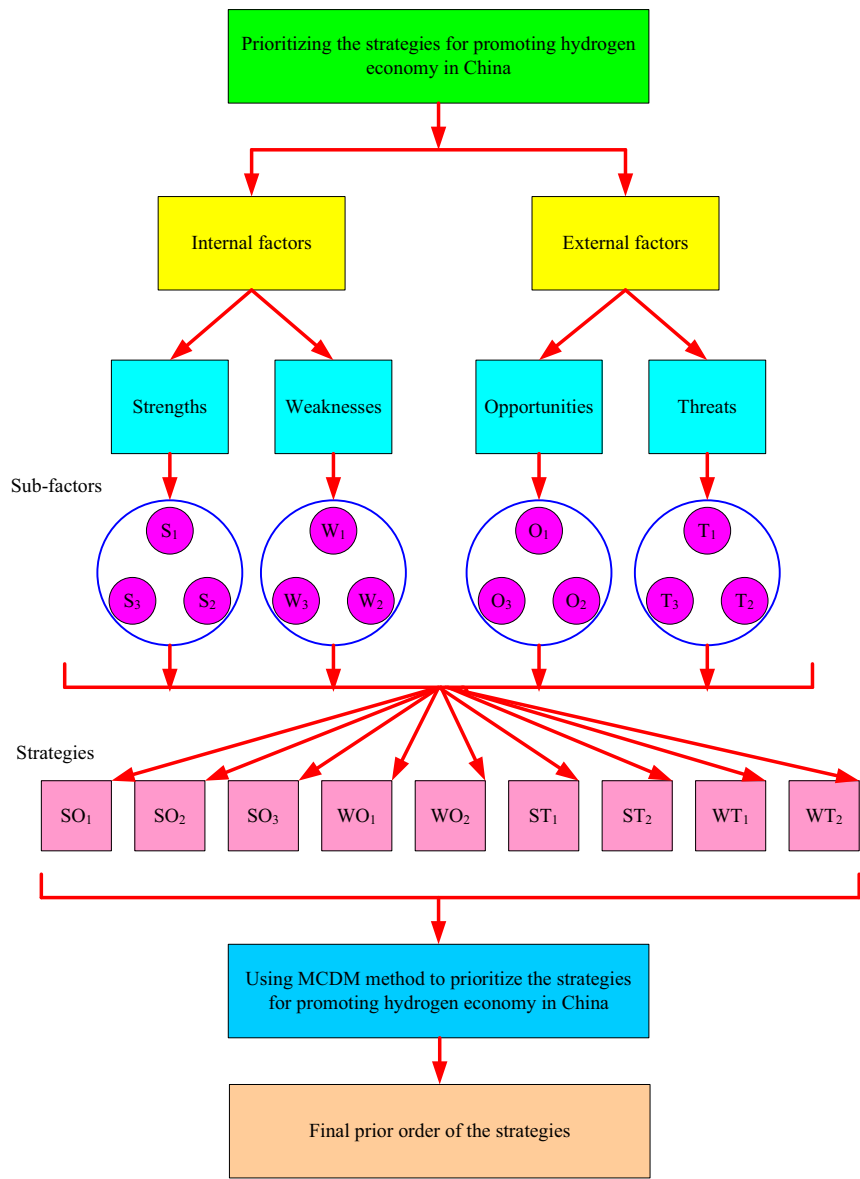 Prioritizing the strategies for promoting hydrogen
economy in China
Internal factors
External factors
Strengths
Weaknesses
Opportunities
Threats
Sub-factors
S₁
W₁
O₁
T₁
S₃
S₂
W₃
W₂
O₃
O₂
T₃
T₂
Strategies
SO₁
SO₂
SO₃
WO₁
WO₂
ST₁
ST₂
WT₁
WT₂
Using MCDM method to prioritize the strategies
for promoting hydrogen economy in China
Final prior order of the strategies